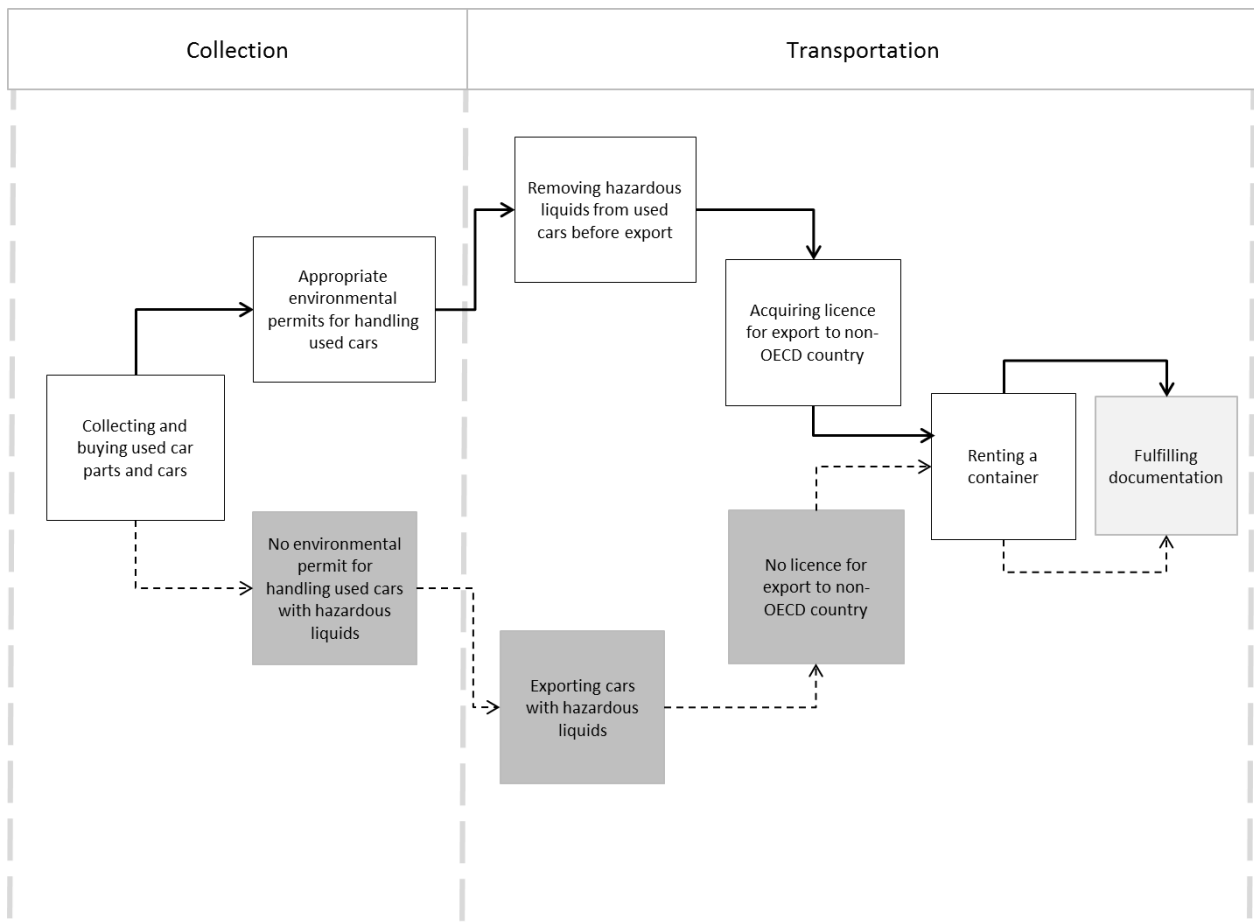 Collection
Transportation
Removing hazardous
liquids from used
cars before export
Appropriate
environmental
permits for handling
used cars
Acquiring licence
for export to non-
OECD country
Collecting and
buying used car
parts and cars
Renting a
container
Fulfilling
documentation
No environmental
permit for
handling used cars
with hazardous
liquids
No licence for
export to non-
OECD country
Exporting cars
with hazardous
liquids